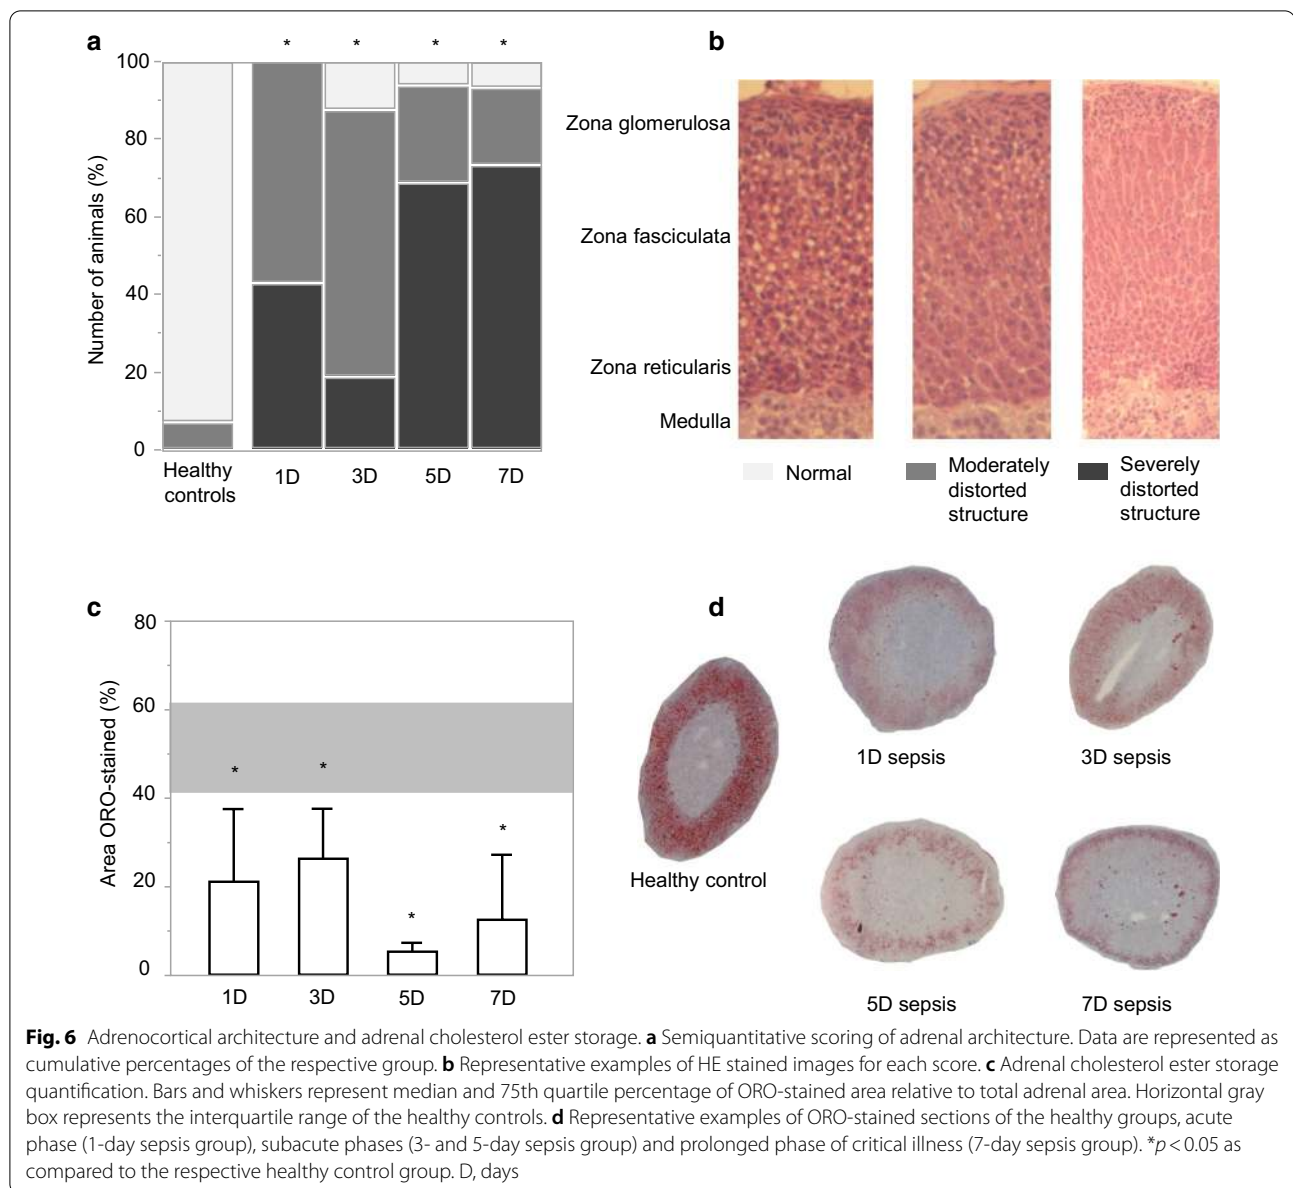 a
* * * *
100
80
60
40
20
0
Number of animals (%)
Healthy
controls
1D
3D
5D
7D
b
Zona glomerulosa
Zona fasciculata
Zona reticularis
Medulla
Normal
Moderately
distorted
structure
Severely
distorted
structure
c
80
60
40
20
0
Area ORO-stained (%)
* * * *
1D
3D
5D
7D
d
Healthy control
1D sepsis
3D sepsis
5D sepsis
7D sepsis
Fig. 6 Adrenocortical architecture and adrenal cholesterol ester storage. a Semiquantitative scoring of adrenal architecture. Data are represented as
cumulative percentages of the respective group. b Representative examples of HE stained images for each score. c Adrenal cholesterol ester storage
quantification. Bars and whiskers represent median and 75th quartile percentage of ORO-stained area relative to total adrenal area. Horizontal gray
box represents the interquartile range of the healthy controls. d Representative examples of ORO-stained sections of the healthy groups, acute
phase (1-day sepsis group), subacute phases (3- and 5-day sepsis group) and prolonged phase of critical illness (7-day sepsis group). *p < 0.05 as
compared to the respective healthy control group. D, days